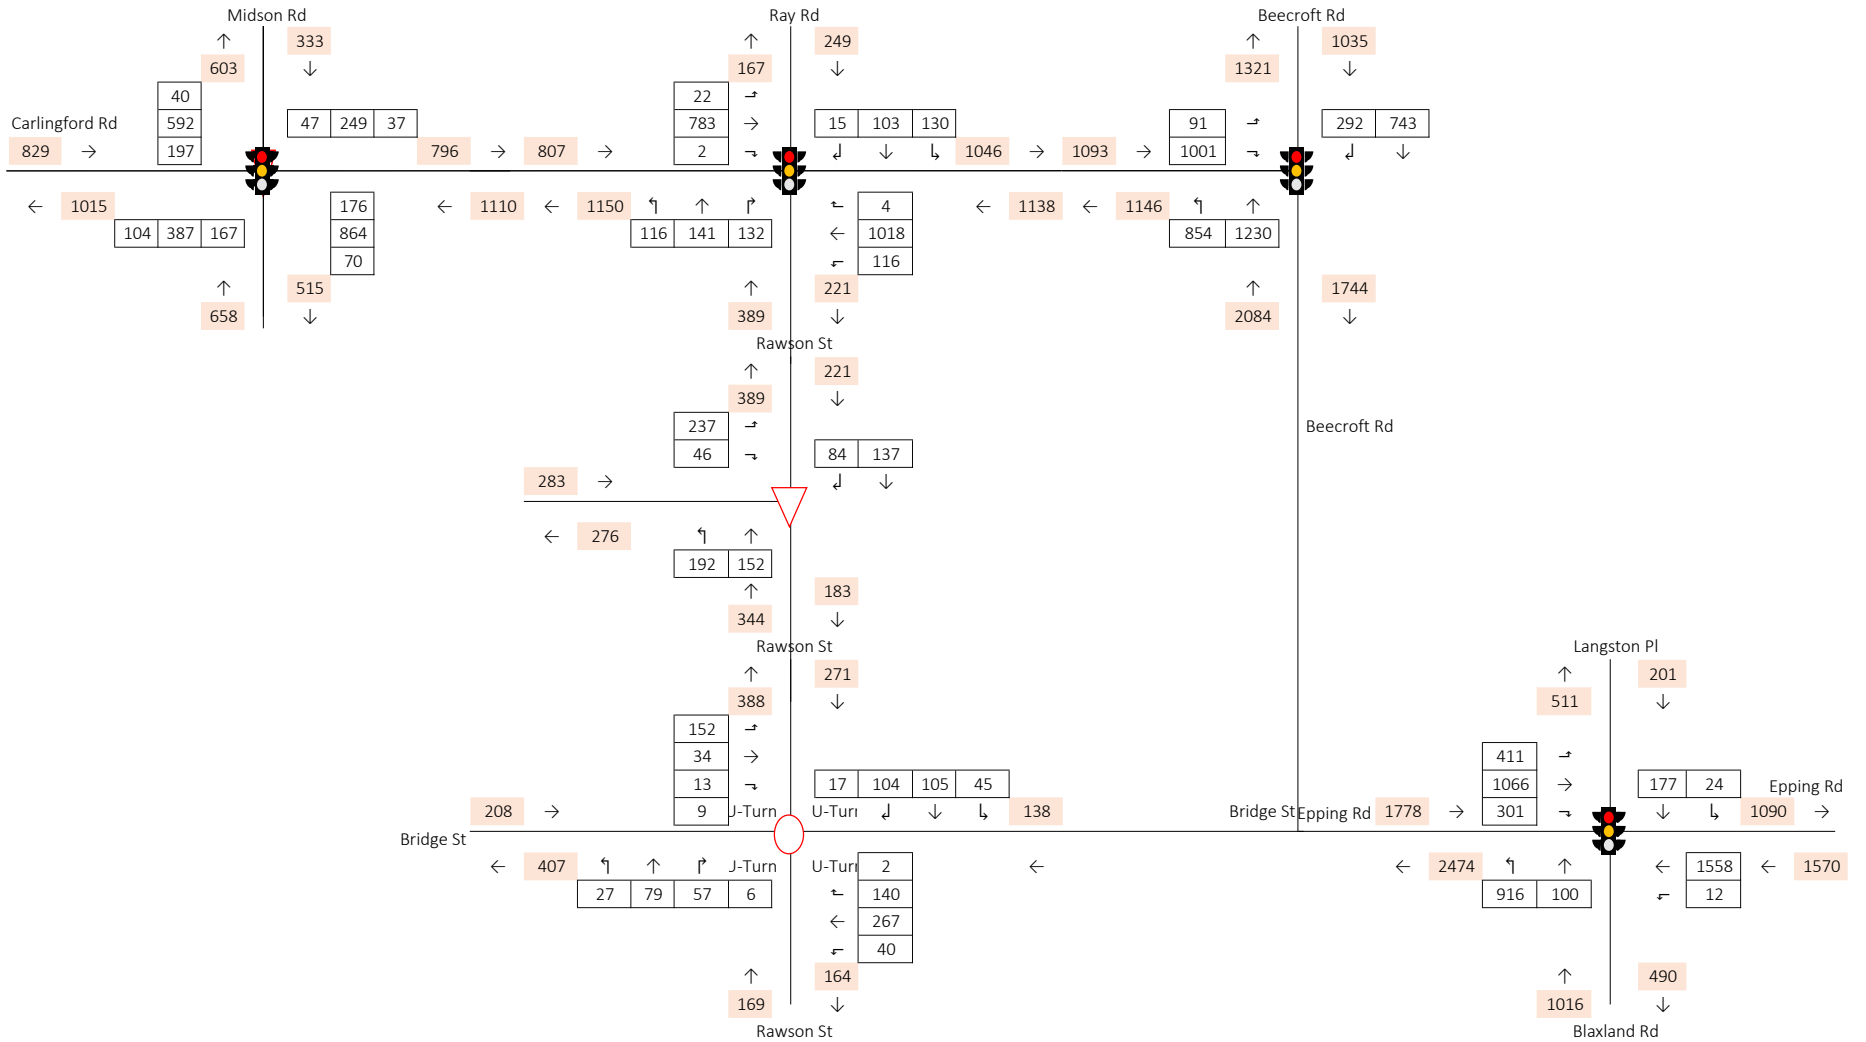 Midson Rd Ray Rd Beecroft Rd
333 249 1035
603 167 1321
40 22
Carlingford Rd 592 47 249 37 783 15 103 130 91 292 743
829 197 796 807 2 1046 1093 1001
1015 176 1110 1150 4 1138 1146
104 387 167 864 116 141 132 1018 854 1230
70 116
515 221 1744
658 389 2084
Rawson St
221
389
237
Beecroft Rd
46 84 137
283
276
192 152
183
344
Rawson St Langston Pl
271 201
388 511
152
34 411
13 17 104 105 45 1066 177 24 Epping Rd
208 9 U-Turn U-Turn 138 Bridge St Epping Rd 1778 301 1090
Bridge St
407 U-Turn U-Turn 2 2474 1558 1570
27 79 57 6 140 916 100 12
267
40
164 490
169 1016
Rawson St Blaxland Rd